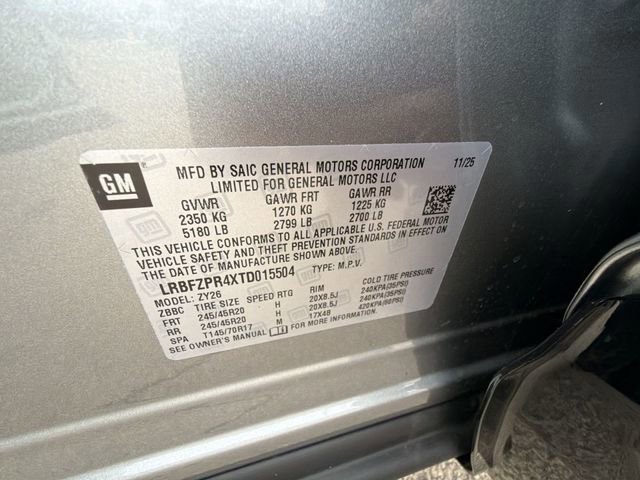 GM
MFD BY SAIC GENERAL MOTORS CORPORATION 11/25
LIMITED FOR GENERAL MOTORS LLC
GVWR GAWR FRT GAWR RR
2350 KG 1270 KG 1225 KG
5180 LB 2799 LB 2700 LB
THIS VEHICLE CONFORMS TO ALL APPLICABLE U.S. FEDERAL MOTOR
VEHICLE SAFETY AND THEFT PREVENTION STANDARDS IN EFFECT ON
THE DATE OF MANUFACTURE SHOWN ABOVE.
LRBFZPR4XTD015504 TYPE: M.P.V.
MODEL: ZY26
ZBBC TIRE SIZE SPEED RTG RIM COLD TIRE PRESSURE
FRT 245/45R20 H 20X8.5J 240KPA(35PSI)
RR 245/45R20 H 20X8.5J 240KPA(35PSI)
SPA T145/70R17 M 17X4B 420KPA(60PSI)
SEE OWNER'S MANUAL FOR MORE INFORMATION.